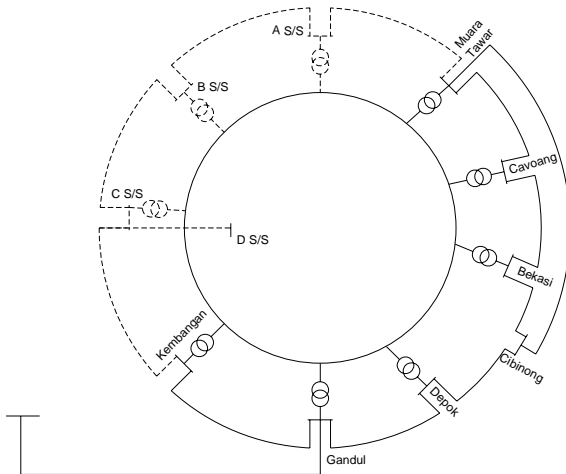 A S/S
Muara
Tawar
B S/S
Cavoang
C S/S
D S/S
Bekasi
Kembangan
Cibinong
Depok
Gandul